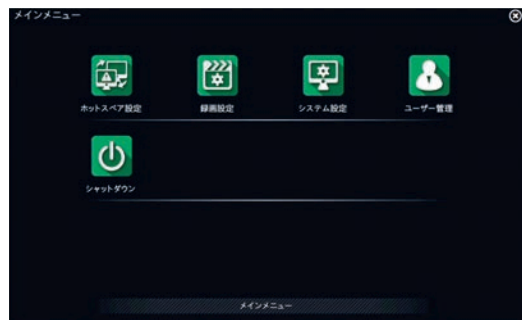 メインメニュー
ホットスペア設定 録画設定 システム設定 ユーザー管理
シャットダウン
メインメニュー